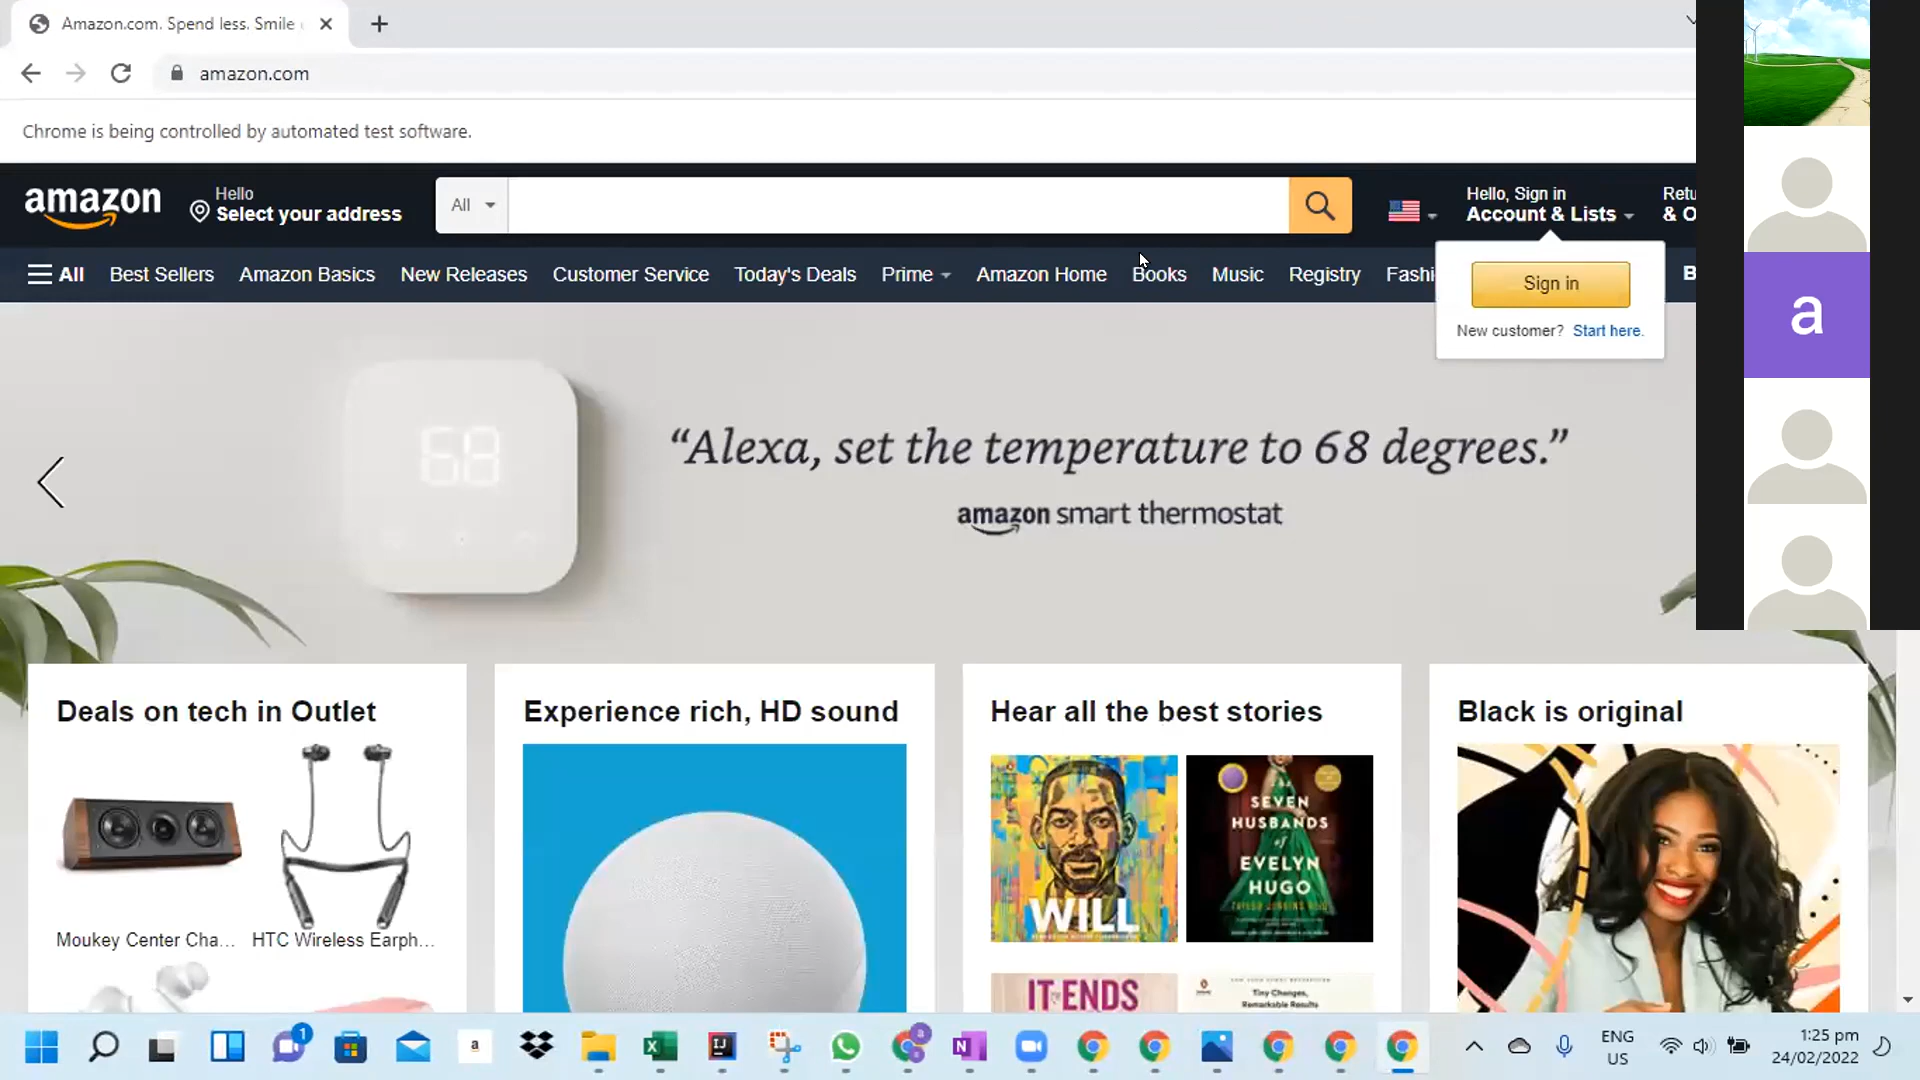 Amazon.com. Spend less. Smile
amazon.com
Chrome is being controlled by automated test software.
amazon
Hello
Select your address
All
Hello, Sign in
Account & Lists
Retu
& O
All
Best Sellers
Amazon Basics
New Releases
Customer Service
Today's Deals
Prime
Amazon Home
Books
Music
Registry
Fashi
B
Sign in
New customer? Start here.
a
68
“Alexa, set the temperature to 68 degrees.”
amazon smart thermostat
Deals on tech in Outlet
Experience rich, HD sound
Hear all the best stories
Black is original
WILL
SEVEN
HUSBANDS
of
EVELYN
HUGO
Moukey Center Cha...
HTC Wireless Earph...
IT ENDS
Tiny Changes,
Remarkable Results
1
a
a
ENG
US
1:25 pm
24/02/2022